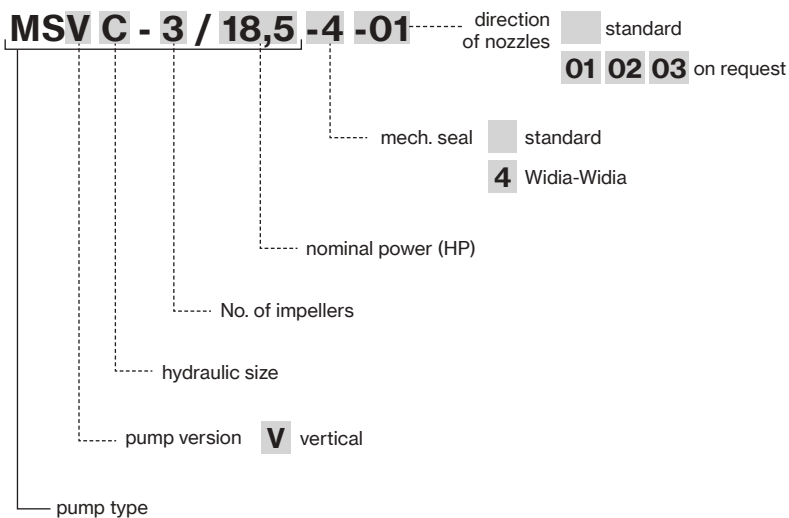 MSVC - 3 / 18,5 -4 -01
direction of nozzles
standard
01 02 03 on request
mech. seal
standard
4 Widia-Widia
nominal power (HP)
No. of impellers
hydraulic size
pump version V vertical
pump type